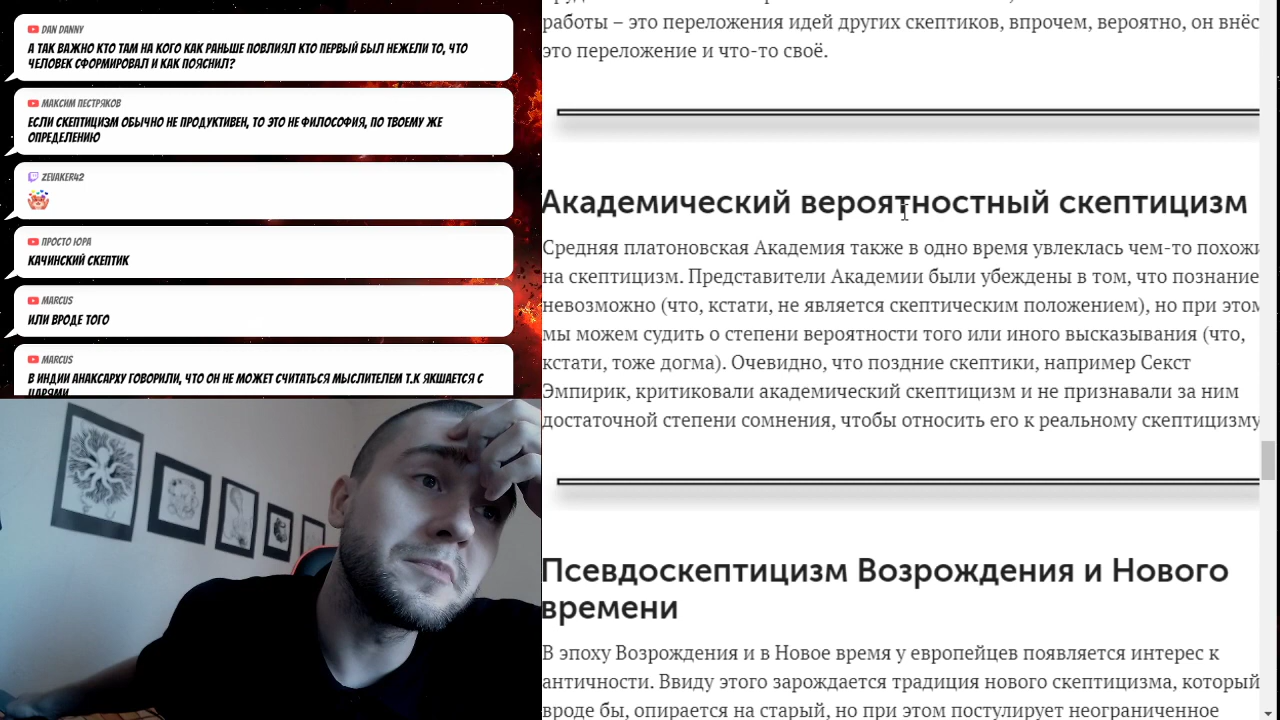 DAN DANNY
А ТАК ВАЖНО КТО ТАМ НА КОГО КАК РАНЬШЕ ПОВЛИЯЛ КТО ПЕРВЫЙ БЫЛ НЕЖЕЛИ ТО, ЧТО
ЧЕЛОВЕК СФОРМИРОВАЛ И КАК ПОЯСНИЛ?
МАКСИМ ПЕСТРЯКОВ
ЕСЛИ СКЕПТИЦИЗМ ОБЫЧНО НЕ ПРОДУКТИВЕН, ТО ЭТО НЕ ФИЛОСОФИЯ, ПО ТВОЕМУ ЖЕ
ОПРЕДЕЛЕНИЮ
ZEVAKER42
ПРОСТО ЮРА
КАЧИНСКИЙ СКЕПТИК
MARCUS
ИЛИ ВРОДЕ ТОГО
MARCUS
В ИНДИИ АНАКСАРХУ ГОВОРИЛИ, ЧТО ОН НЕ МОЖЕТ СЧИТАТЬСЯ МЫСЛИТЕЛЕМ Т.К ЯКШАЕТСЯ С
ЦАРЯМИ
работы – это переложения идей других скептиков, впрочем, вероятно, он внёс
это переложение и что-то своё.
Академический вероятностный скептицизм
Средняя платоновская Академия также в одно время увлеклась чем-то похожи
на скептицизм. Представители Академии были убеждены в том, что познание
невозможно (что, кстати, не является скептическим положением), но при этом
мы можем судить о степени вероятности того или иного высказывания (что,
кстати, тоже догма). Очевидно, что поздние скептики, например Секст
Эмпирик, критиковали академический скептицизм и не признавали за ним
достаточной степени сомнения, чтобы относить его к реальному скептицизму
Псевдоскептицизм Возрождения и Нового
времени
В эпоху Возрождения и в Новое время у европейцев появляется интерес к
античности. Ввиду этого зарождается традиция нового скептицизма, который
вроде бы, опирается на старый, но при этом постулирует неограниченное